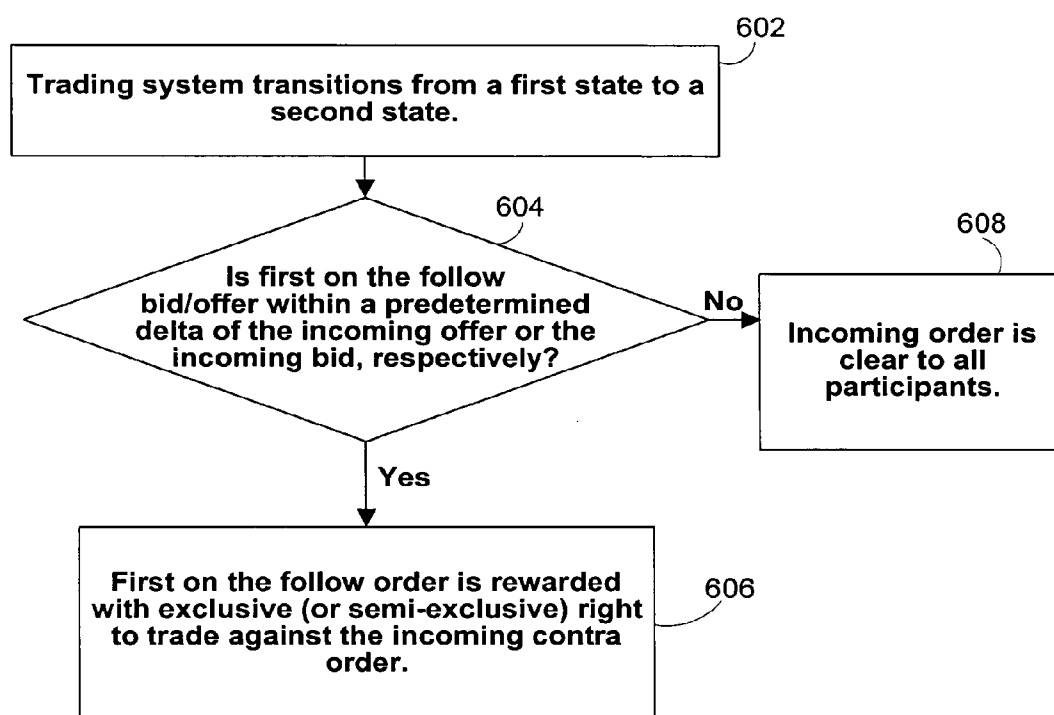 602
Trading system transitions from a first state to a
second state.
604
Is first on the follow
bid/offer within a predetermined
delta of the incoming offer or the
incoming bid, respectively?
No
608
Incoming order is
clear to all
participants.
Yes
First on the follow order is rewarded
with exclusive (or semi-exclusive) right
to trade against the incoming contra
order.
606